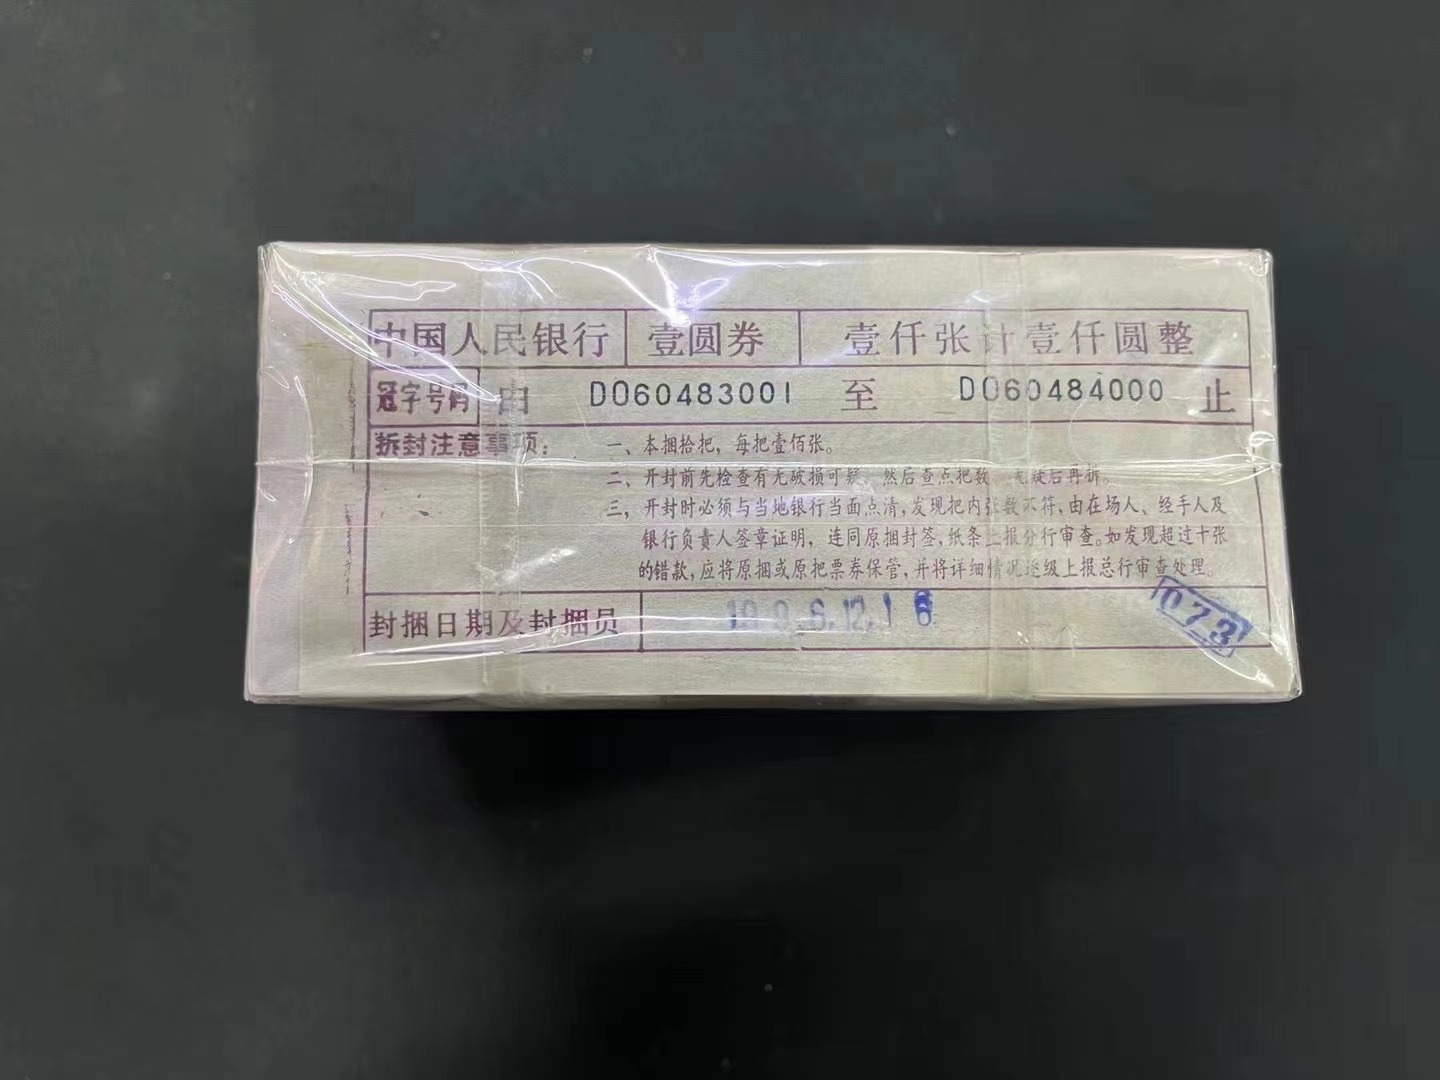 中国人民银行 壹圆券 壹仟张计壹仟圆整
冠字号码 由 D060483001 至 D060484000 止
拆封注意事项：
一、本捆拾把，每把壹佰张。
二、开封前先检查有无破损可疑，然后查点把数，无疑后再拆。
三、开封时必须与当地银行当面点清，发现把内张数不符，由在场人、经手人及
银行负责人签章证明，连同原捆封签，纸条上报分行审查。如发现超过十张
的错款，应将原捆或原把票券保管，并将详细情况逐级上报总行审查处理。
封捆日期及封捆员 1996.12.16
073